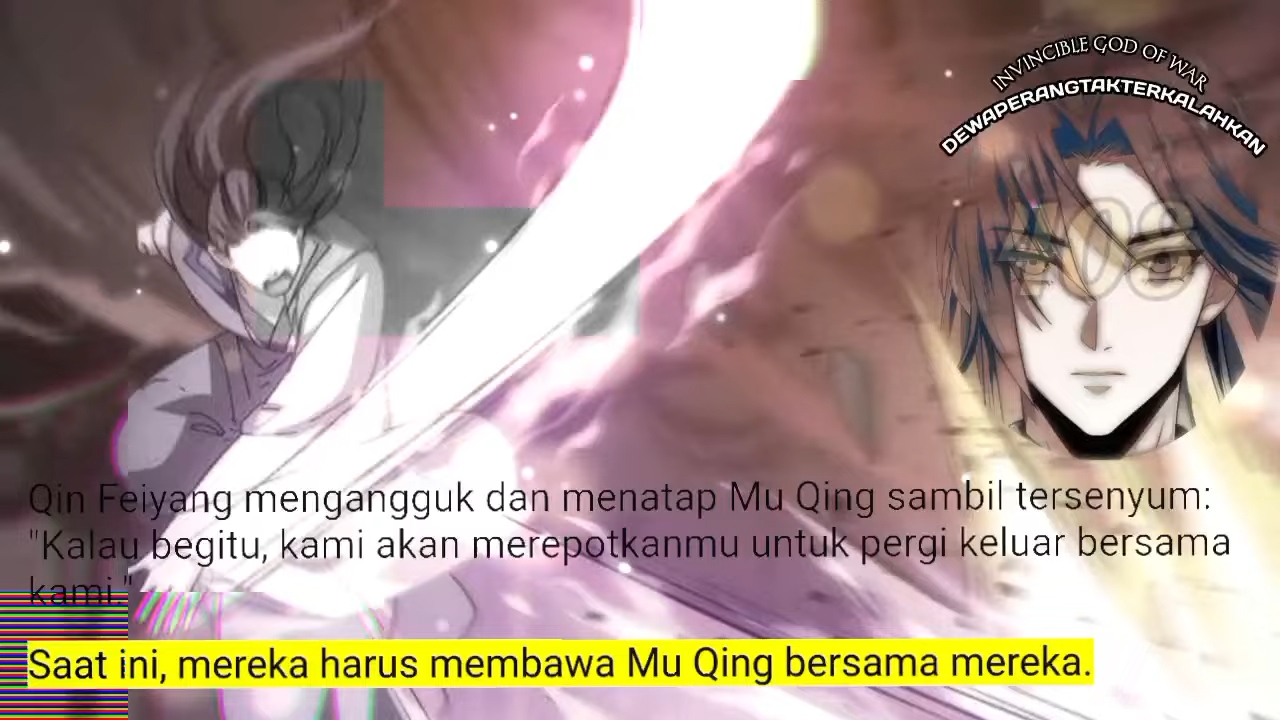 INVINCIBLE GOD OF WAR
DEWAPERANGTAKTERKALAHKAN
Qin Feiyang mengangguk dan menatap Mu Qing sambil tersenyum:
"Kalau begitu, kami akan merepotkanmu untuk pergi keluar bersama
kami."
Saat ini, mereka harus membawa Mu Qing bersama mereka.